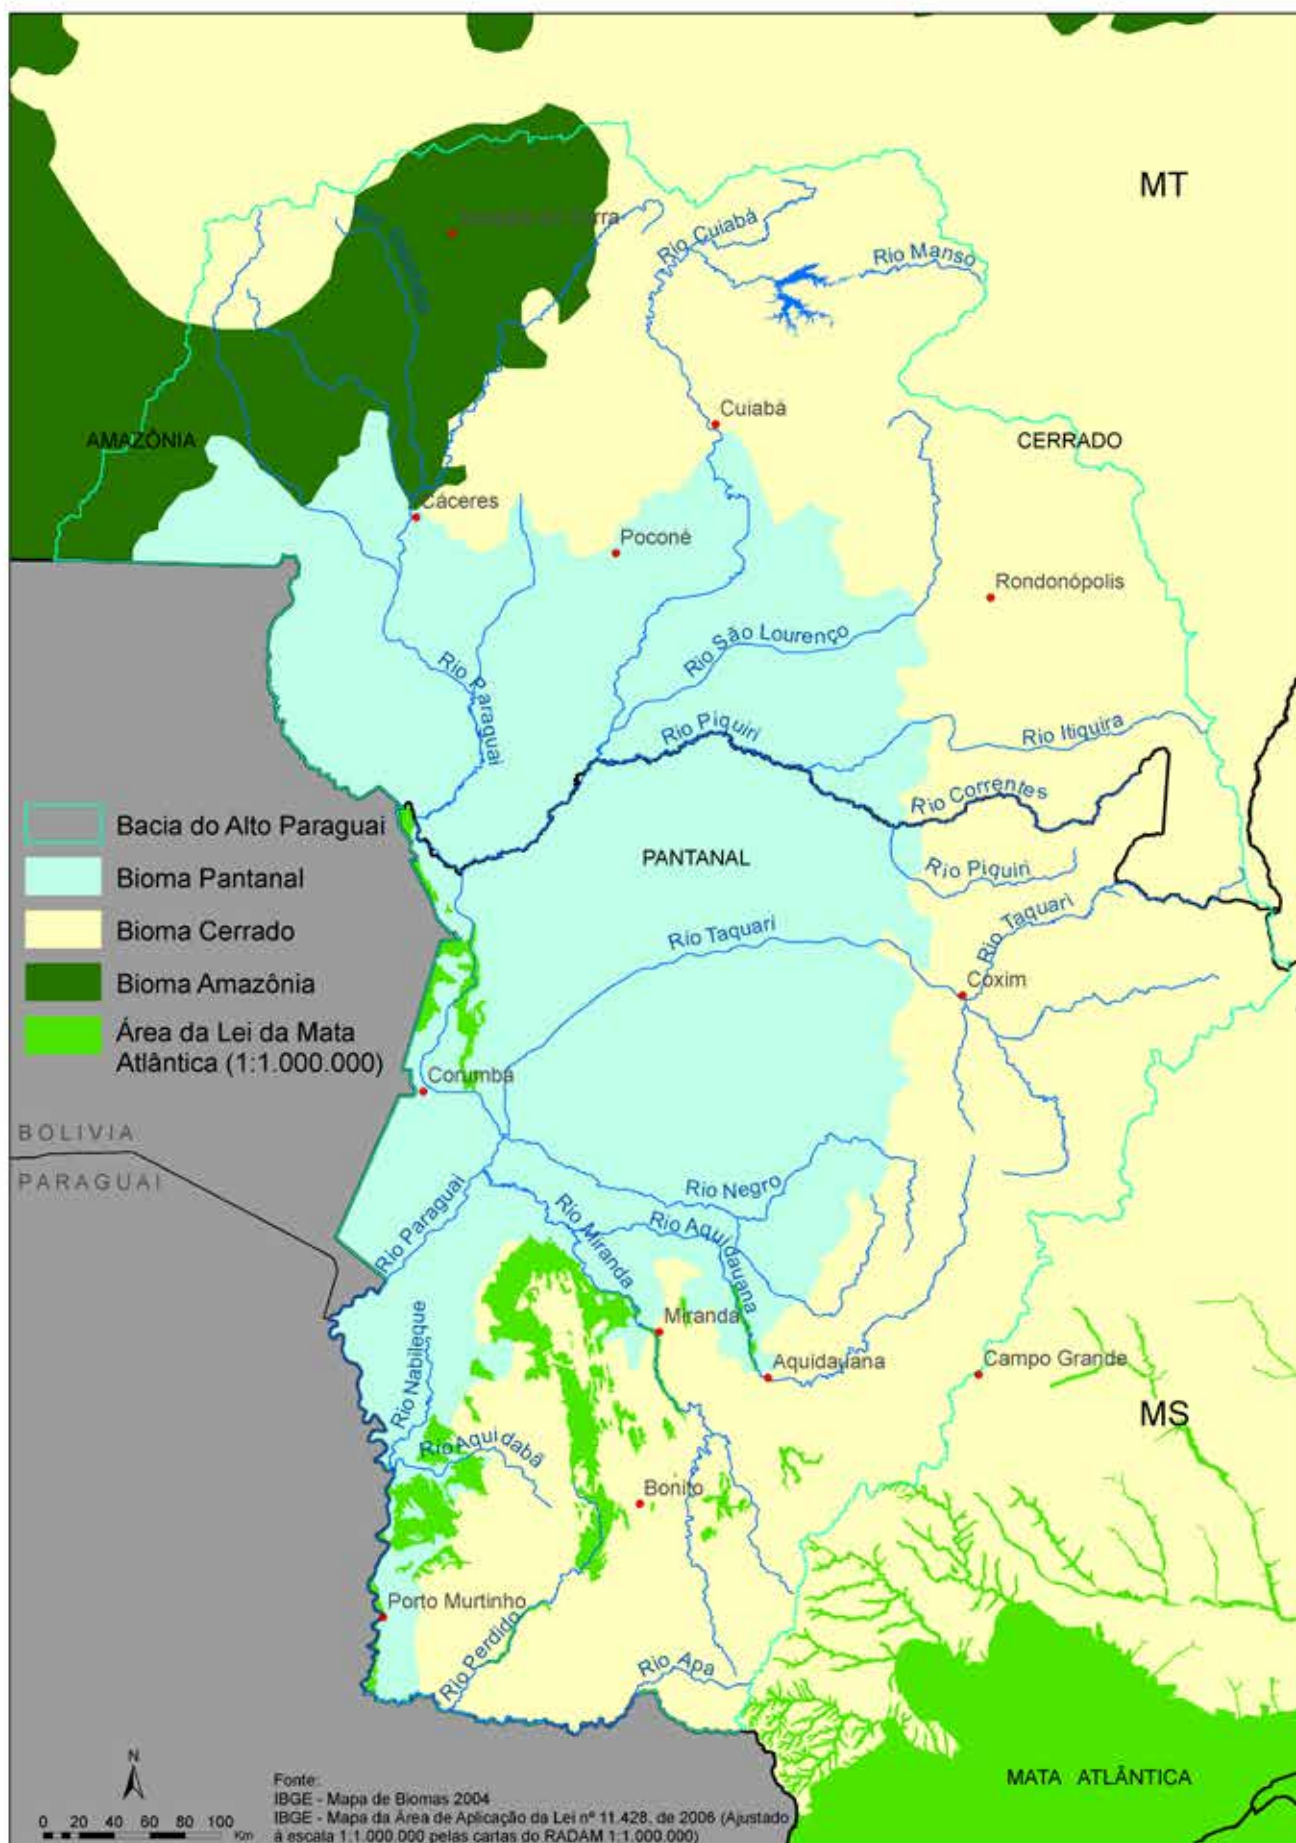 MT
Rio Cuiabá
Rio Manso
Cuiabá
AMAZÔNIA
CERRADO
Cáceres
Poconé
Rondonópolis
Rio São Lourenço
Rio Paraguai
Rio Piquiri
Rio Itiquira
Rio Correntes
Bacia do Alto Paraguai
Bioma Pantanal
Bioma Cerrado
Bioma Amazônia
Área da Lei da Mata
Atlântica (1:1.000.000)
PANTANAL
Rio Piquiri
Rio Taquari
Rio Taquari
Coxim
Corumbá
BOLIVIA
PARAGUAI
Rio Negro
Rio Paraguai
Rio Miranda
Rio Aquidauana
Miranda
Aquidauana
Campo Grande
Rio Nabileque
MS
Rio Aquidabã
Bonito
Porto Murtinho
Rio Perdido
Rio Apa
MATA ATLÂNTICA
N
0 20 40 60 80 100
Km
Fonte:
IBGE - Mapa de Biomas 2004
IBGE - Mapa da Área de Aplicação da Lei nº 11.428, de 2006 (Ajustado
à escala 1:1.000.000 pelas cartas do RADAM 1:1.000.000)